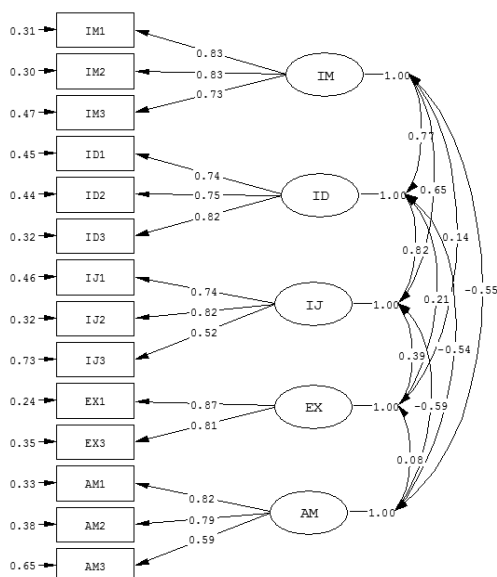 0.31 IM1
0.83
0.30 IM2
0.83
IM 1.00
0.47 IM3
0.73
0.77
0.45 ID1
0.74
0.65
0.44 ID2
0.75
ID 1.00
0.32 ID3
0.82
0.14
0.82
0.46 IJ1
0.74
-0.55
0.21
0.32 IJ2
0.82
IJ 1.00
0.73 IJ3
0.52
-0.54
0.39
0.24 EX1
0.87
EX 1.00
-0.59
0.35 EX3
0.81
0.08
0.33 AM1
0.82
0.38 AM2
0.79
AM 1.00
0.65 AM3
0.59